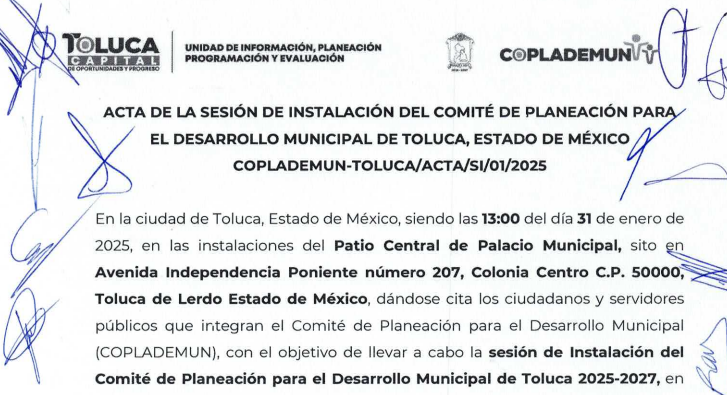 TOLUCA
CAPITAL
DE OPORTUNIDADES Y PROGRESO
UNIDAD DE INFORMACIÓN, PLANEACIÓN
PROGRAMACIÓN Y EVALUACIÓN
COPLADEMUN
ACTA DE LA SESIÓN DE INSTALACIÓN DEL COMITÉ DE PLANEACIÓN PARA
EL DESARROLLO MUNICIPAL DE TOLUCA, ESTADO DE MÉXICO
COPLADEMUN-TOLUCA/ACTA/SI/01/2025
En la ciudad de Toluca, Estado de México, siendo las 13:00 del día 31 de enero de
2025, en las instalaciones del Patio Central de Palacio Municipal, sito en
Avenida Independencia Poniente número 207, Colonia Centro C.P. 50000,
Toluca de Lerdo Estado de México, dándose cita los ciudadanos y servidores
públicos que integran el Comité de Planeación para el Desarrollo Municipal
(COPLADEMUN), con el objetivo de llevar a cabo la sesión de Instalación del
Comité de Planeación para el Desarrollo Municipal de Toluca 2025-2027, en